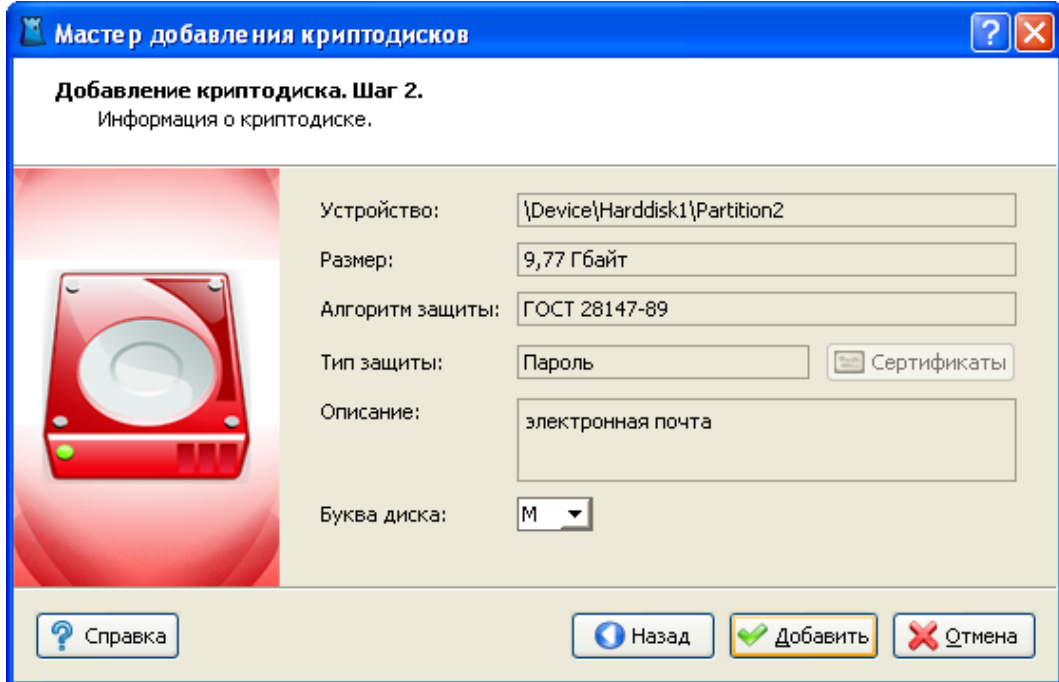 Мастер добавления криптодисков
Добавление криптодиска. Шаг 2.
Информация о криптодиске.
Устройство: \Device\Harddisk1\Partition2
Размер: 9,77 Гбайт
Алгоритм защиты: ГОСТ 28147-89
Тип защиты: Пароль Сертификаты
Описание: электронная почта
Буква диска: M
Справка Назад Добавить Отмена